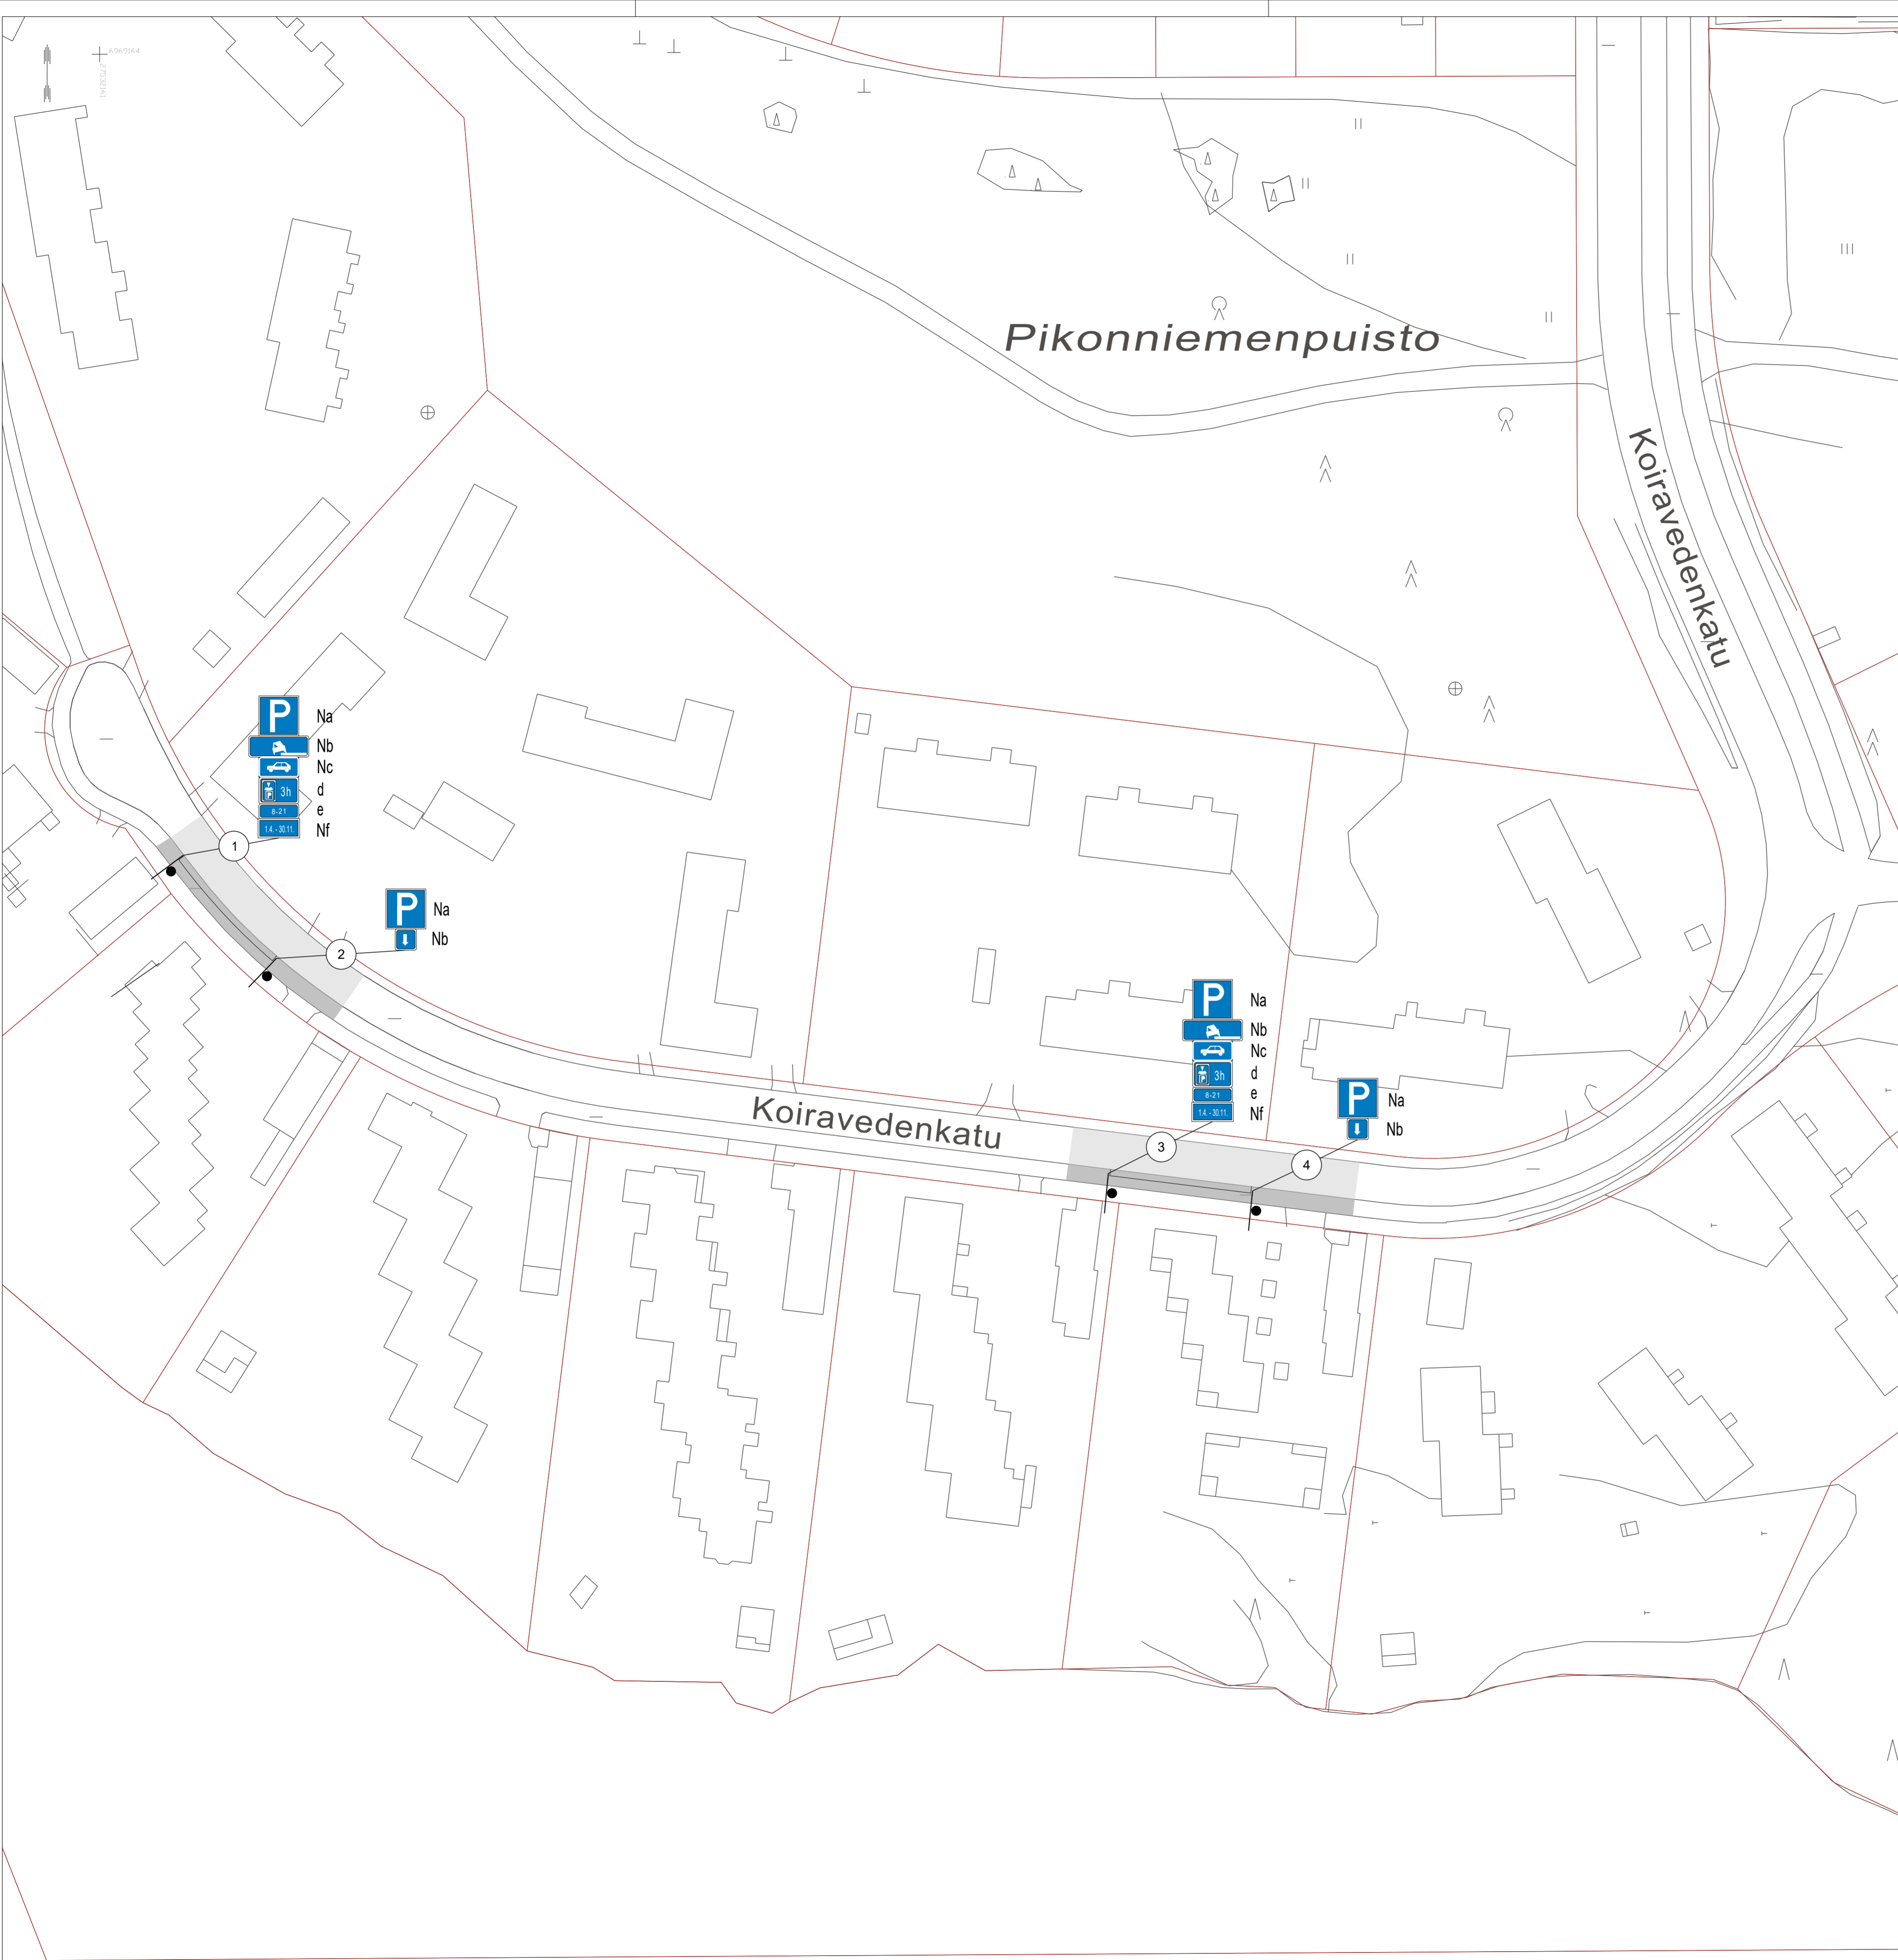 6969164
Pikonniemenpuisto
Koiravedenkatu
P Na
Nb
Nc
3h d
8-21 e
1.4. - 30.11. Nf
1
P Na
Nb
2
P Na
Nb
Nc
3h d
8-21 e
1.4. - 30.11. Nf
3
P Na
Nb
4
Koiravedenkatu